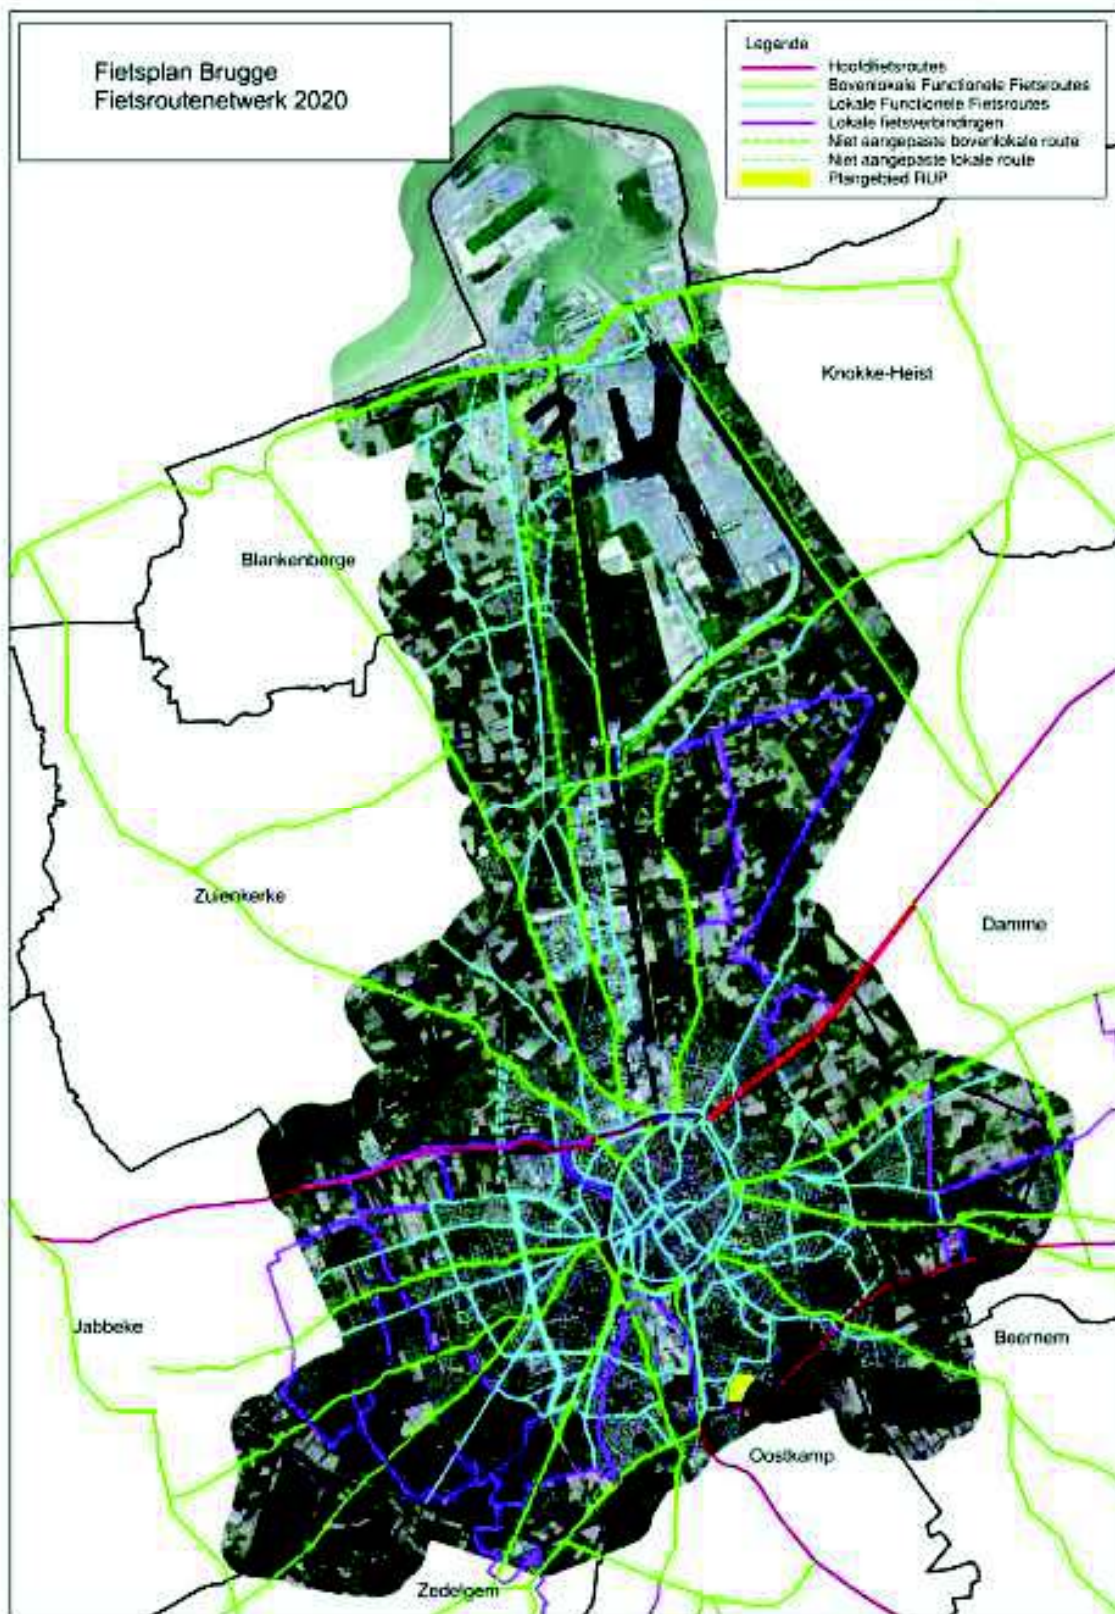 Fietsplan Brugge
Fietsroutenetwerk 2020
Legende
Hoofdfietsroutes
Bovenlokale Functionele Fietsroutes
Lokale Functionele Fietsroutes
Lokale fietsverbindingen
Niet aangepaste bovenlokale route
Niet aangepaste lokale route
Plangebied RUP
Knokke-Heist
Blankenberge
Zuienkerke
Damme
Jabbeke
Beernem
Oostkamp
Zedelgem